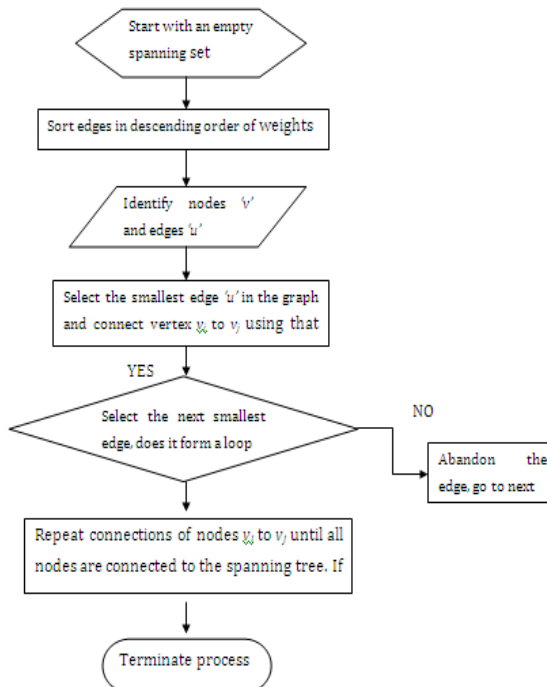 Start with an empty
spanning set
Sort edges in descending order of weights
Identify nodes 'v'
and edges 'u'
Select the smallest edge 'u' in the graph
and connect vertex vᵢ to vⱼ using that
YES
Select the next smallest
edge, does it form a loop
NO
Abandon the
edge, go to next
Repeat connections of nodes vᵢ to vⱼ until all
nodes are connected to the spanning tree. If
Terminate process